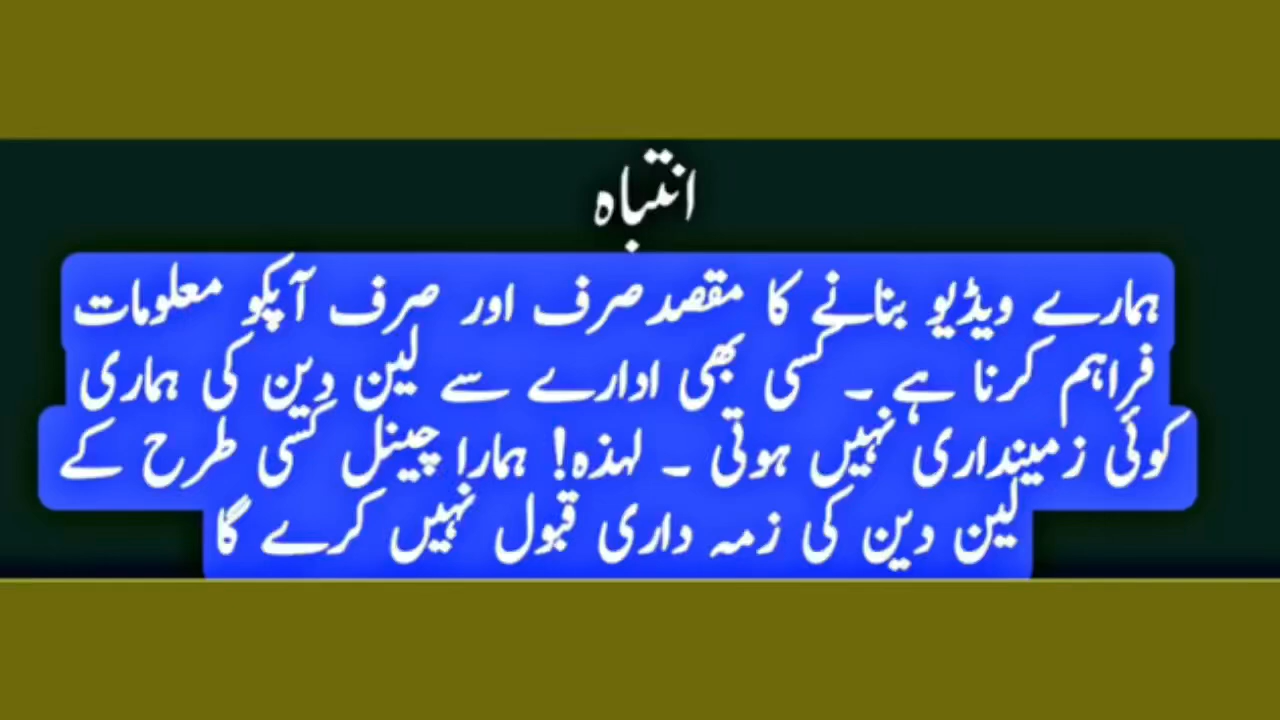 انتباہ
ہمارے ویڈیو بنانے کا مقصد صرف اور صرف آپکو معلومات
فراہم کرنا ہے ۔ کسی بھی ادارے سے لین دین کی ہماری
کوئی زمینداری نہیں ہوتی ۔ لہذہ! ہمارا چینل کسی طرح کے
لین دین کی زمہ داری قبول نہیں کرے گا